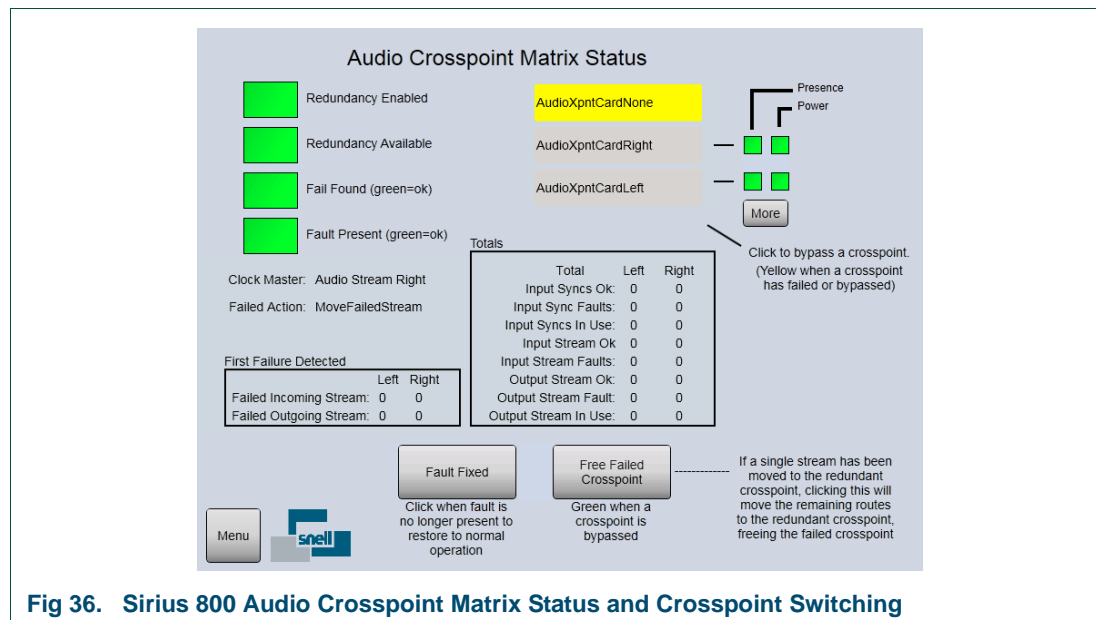 Audio Crosspoint Matrix Status
Redundancy Enabled
Redundancy Available
Fail Found (green=ok)
Fault Present (green=ok)
AudioXpntCardNone
AudioXpntCardRight
AudioXpntCardLeft
Presence
Power
More
Click to bypass a crosspoint.
(Yellow when a crosspoint
has failed or bypassed)
Clock Master: Audio Stream Right
Failed Action: MoveFailedStream
First Failure Detected
Left Right
Failed Incoming Stream: 0 0
Failed Outgoing Stream: 0 0
Totals
Total Left Right
Input Syncs Ok: 0 0
Input Sync Faults: 0 0
Input Syncs In Use: 0 0
Input Stream Ok 0 0
Input Stream Faults: 0 0
Output Stream Ok: 0 0
Output Stream Fault: 0 0
Output Stream In Use: 0 0
Fault Fixed
Click when fault is
no longer present to
restore to normal
operation
Free Failed
Crosspoint
Green when a
crosspoint is
bypassed
If a single stream has been
moved to the redundant
crosspoint, clicking this will
move the remaining routes
to the redundant crosspoint,
freeing the failed crosspoint
Menu
snell
Fig 36. Sirius 800 Audio Crosspoint Matrix Status and Crosspoint Switching